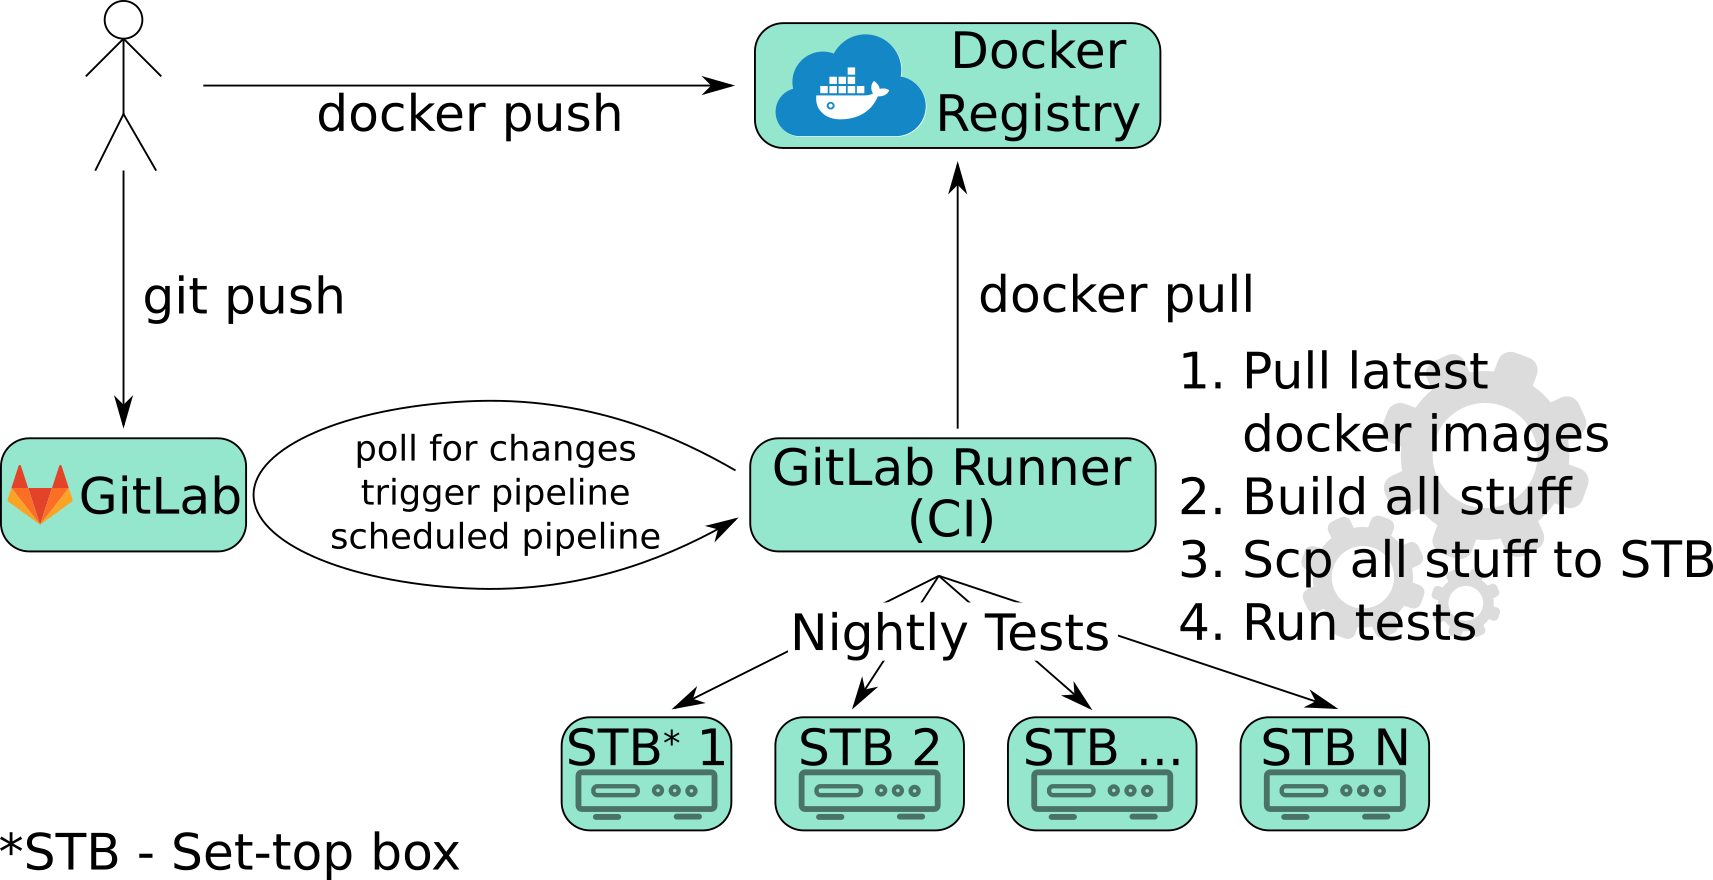 Docker
Registry
docker push
git push
docker pull
GitLab
poll for changes
trigger pipeline
scheduled pipeline
GitLab Runner
(CI)
1. Pull latest
docker images
2. Build all stuff
3. Scp all stuff to STB
4. Run tests
Nightly Tests
STB* 1
STB 2
STB ...
STB N
*STB - Set-top box